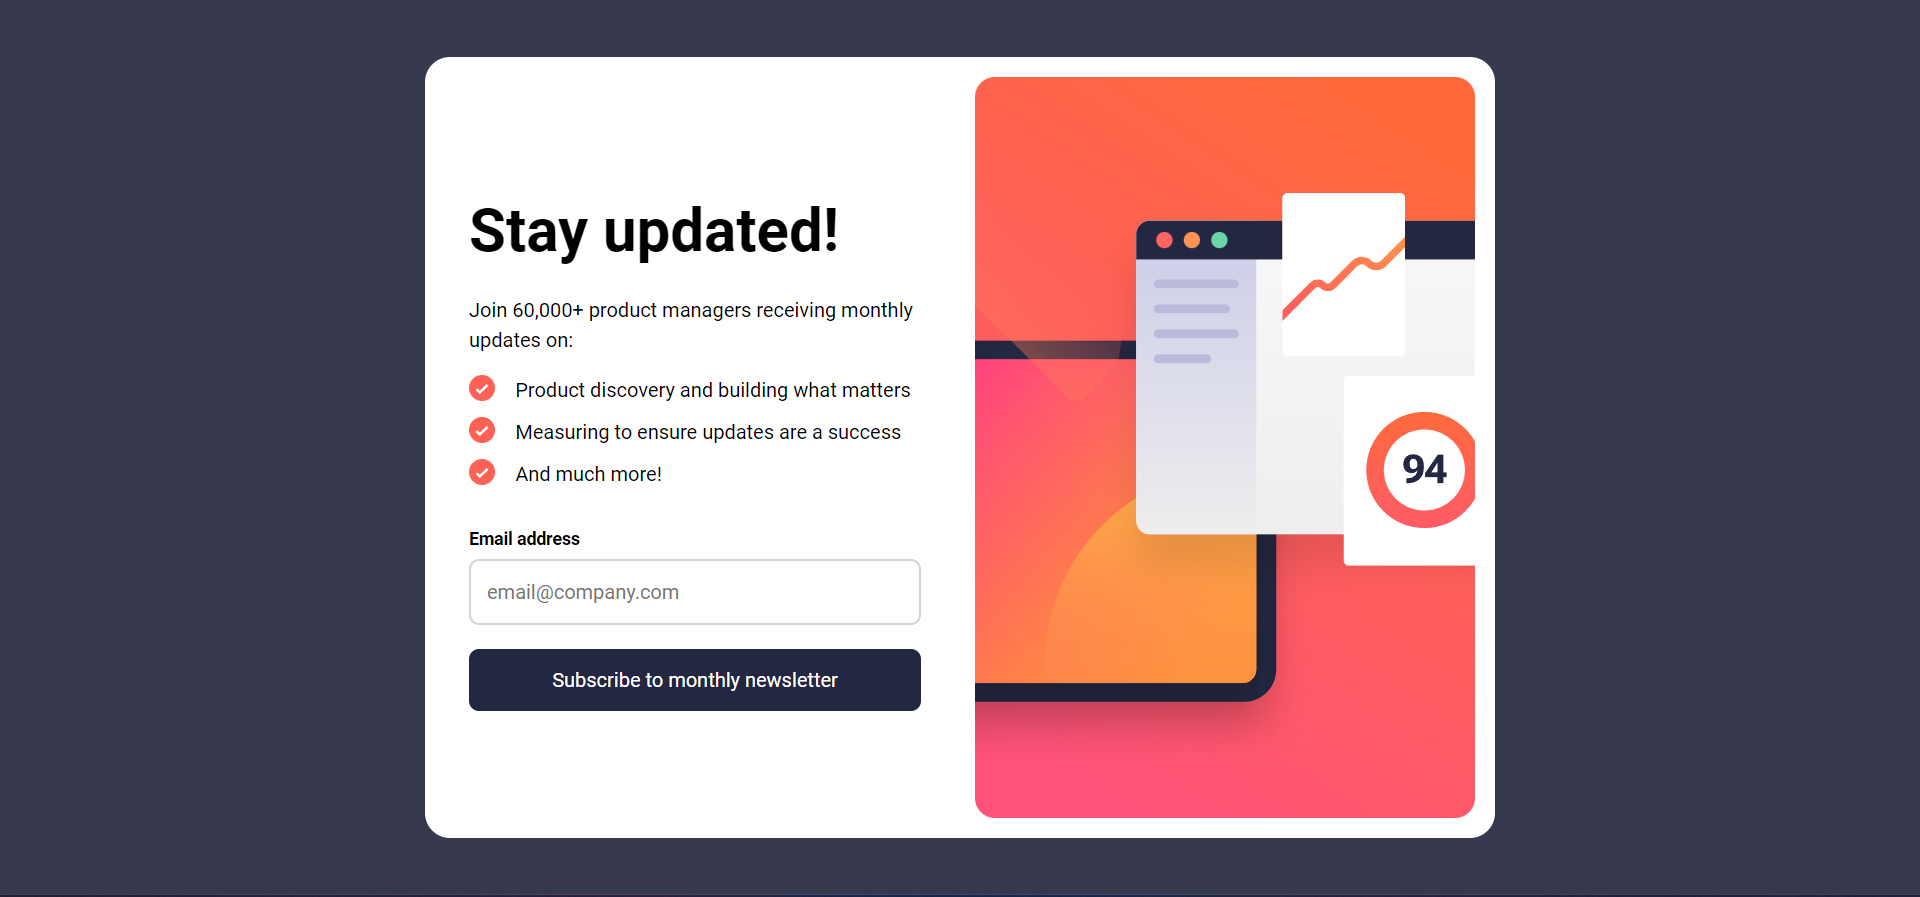 Stay updated!
Join 60,000+ product managers receiving monthly
updates on:
Product discovery and building what matters
Measuring to ensure updates are a success
And much more!
Email address
email@company.com
Subscribe to monthly newsletter
94